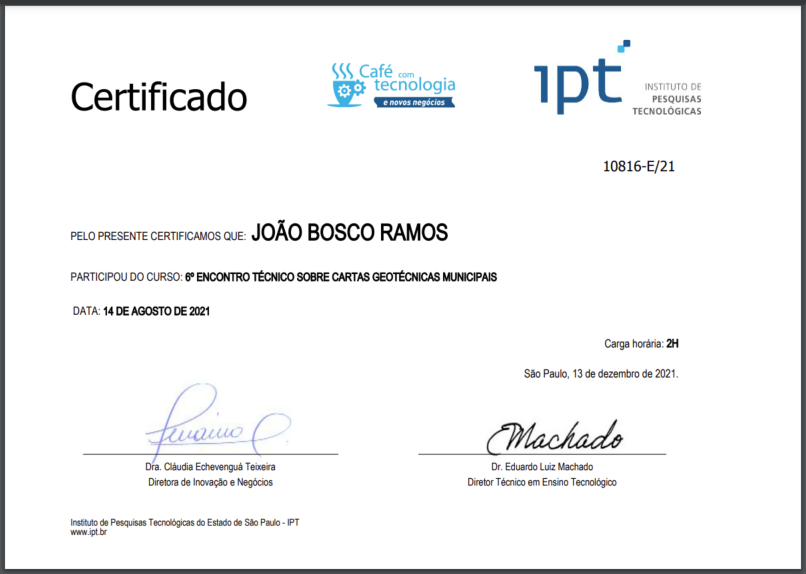 Certificado
Café com
tecnologia
e novos negócios
ipt
INSTITUTO DE
PESQUISAS
TECNOLÓGICAS
10816-E/21
PELO PRESENTE CERTIFICAMOS QUE: JOÃO BOSCO RAMOS
PARTICIPOU DO CURSO: 6º ENCONTRO TÉCNICO SOBRE CARTAS GEOTÉCNICAS MUNICIPAIS
DATA: 14 DE AGOSTO DE 2021
Carga horária: 2H
São Paulo, 13 de dezembro de 2021.
Machado
Dra. Cláudia Echevenguá Teixeira
Diretora de Inovação e Negócios
Dr. Eduardo Luiz Machado
Diretor Técnico em Ensino Tecnológico
Instituto de Pesquisas Tecnológicas do Estado de São Paulo - IPT
www.ipt.br